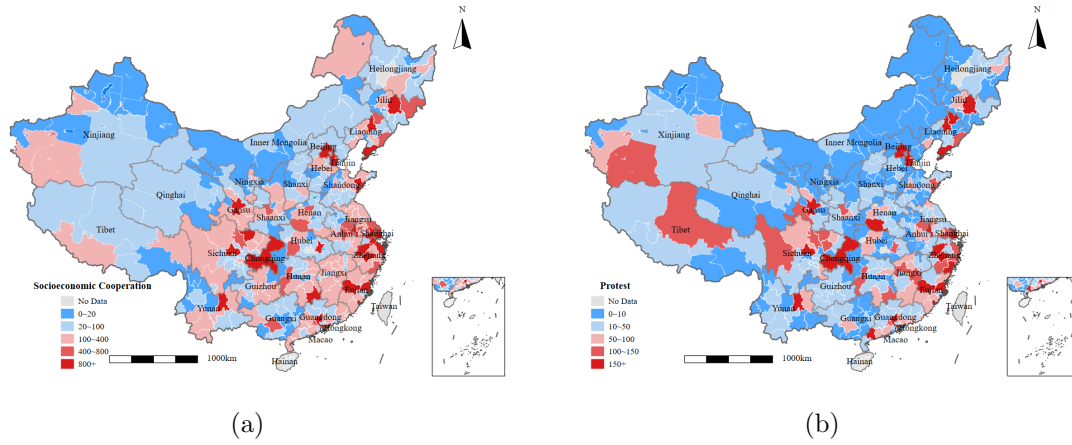 N
Heilongjiang
Jilin
Liaoning
Xinjiang
Inner Mongolia
Beijing
Tianjin
Hebei
Ningxia
Shanxi
Shandong
Qinghai
Gansu
Shaanxi
Henan
Jiangsu
Tibet
Anhui
Shanghai
Hubei
Sichuan
Chongqing
Zhejiang
Hunan
Jiangxi
Guizhou
Fujian
Yunan
Guangxi
Guangdong
Taiwan
Hongkong
Macao
Hainan
Socioeconomic Cooperation
No Data
0~20
20~100
100~400
400~800
800+
1000km
(a)
N
Heilongjiang
Jilin
Liaoning
Xinjiang
Inner Mongolia
Beijing
Tianjin
Hebei
Ningxia
Shanxi
Shandong
Qinghai
Gansu
Shaanxi
Henan
Jiangsu
Tibet
Anhui
Shanghai
Hubei
Sichuan
Chongqing
Zhejiang
Hunan
Jiangxi
Guizhou
Fujian
Yunan
Guangxi
Guangdong
Taiwan
Hongkong
Macao
Hainan
Protest
No Data
0~10
10~50
50~100
100~150
150+
1000km
(b)